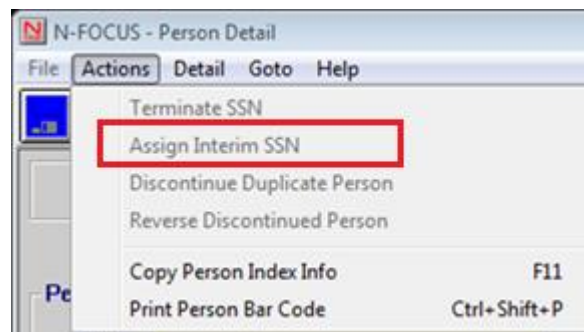 N-FOCUS - Person Detail
File Actions Detail Goto Help
Terminate SSN
Assign Interim SSN
Discontinue Duplicate Person
Reverse Discontinued Person
Copy Person Index Info F11
Print Person Bar Code Ctrl+Shift+P
Pe